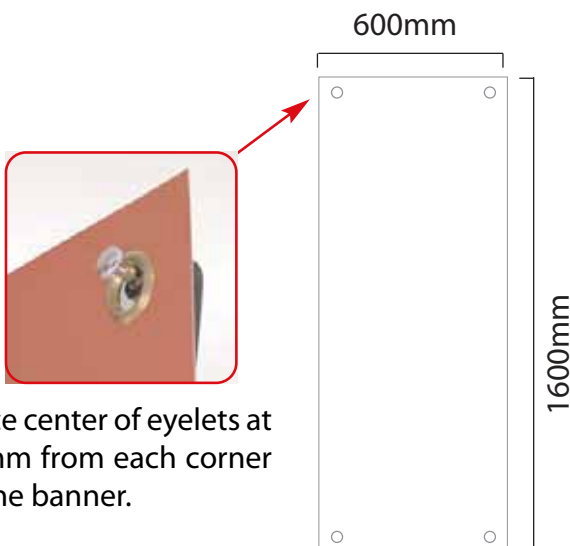 600mm
1600mm
center of eyelets at
from each corner
banner.